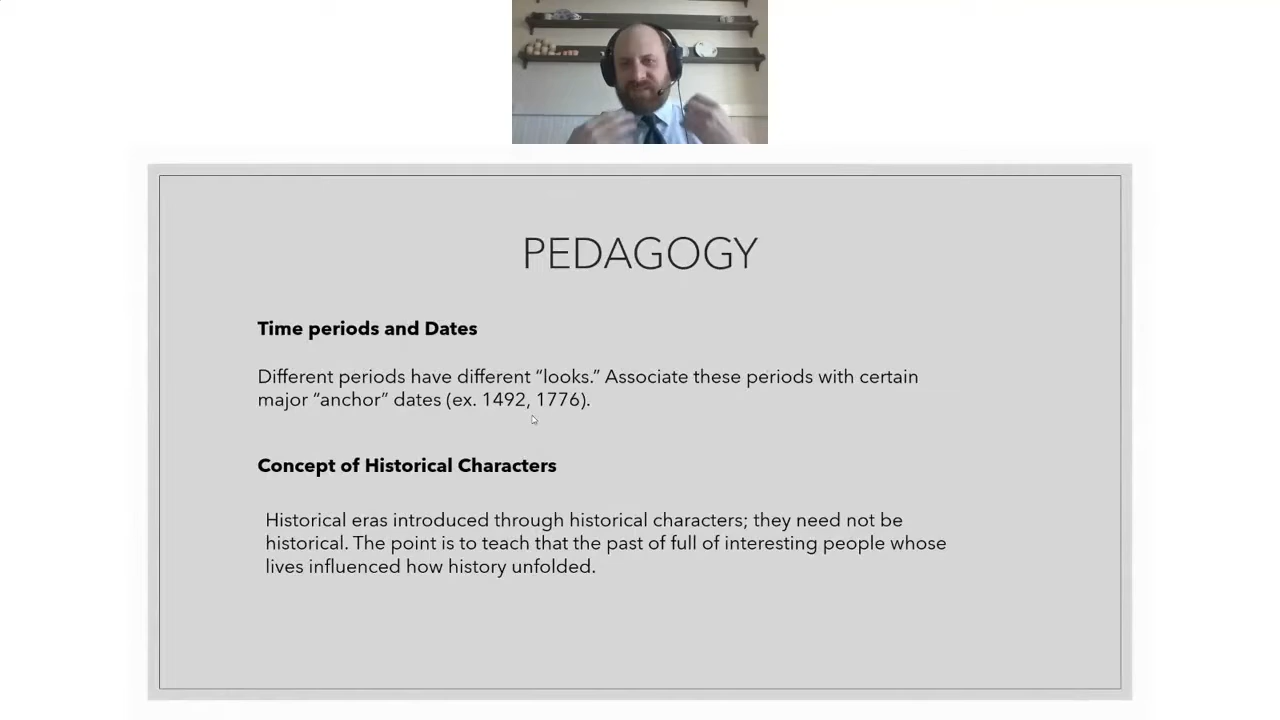 PEDAGOGY
Time periods and Dates
Different periods have different “looks.” Associate these periods with certain
major “anchor” dates (ex. 1492, 1776).
Concept of Historical Characters
Historical eras introduced through historical characters; they need not be
historical. The point is to teach that the past of full of interesting people whose
lives influenced how history unfolded.